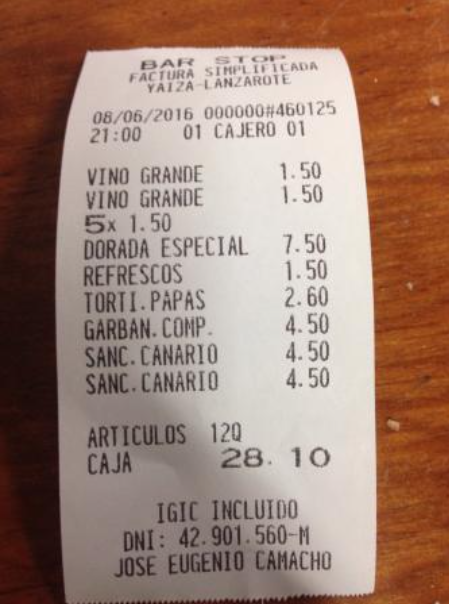 BAR STOP
FACTURA SIMPLIFICADA
YAIZA-LANZAROTE
08/06/2016 000000#460125
21:00 01 CAJERO 01
VINO GRANDE 1.50
VINO GRANDE 1.50
5x 1.50
DORADA ESPECIAL 7.50
REFRESCOS 1.50
TORTI.PAPAS 2.60
GARBAN.COMP. 4.50
SANC.CANARIO 4.50
SANC.CANARIO 4.50
ARTICULOS 12Q
CAJA 28.10
IGIC INCLUIDO
DNI: 42.901.560-M
JOSE EUGENIO CAMACHO